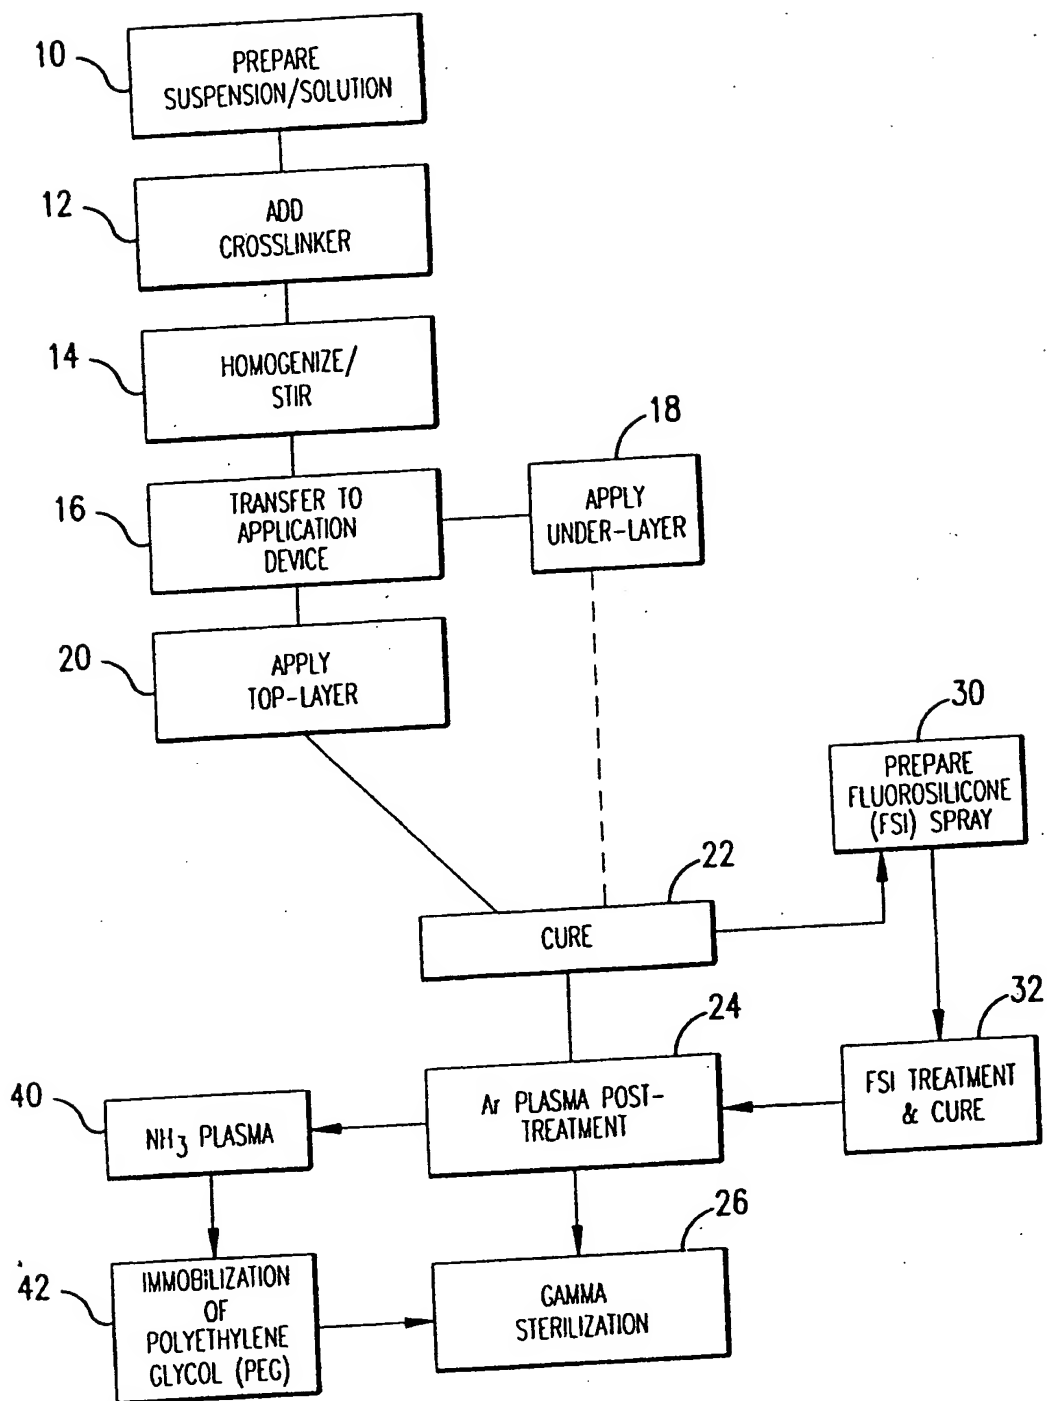 10
PREPARE
SUSPENSION/SOLUTION
12
ADD
CROSSLINKER
14
HOMOGENIZE/
STIR
16
TRANSFER TO
APPLICATION
DEVICE
18
APPLY
UNDER-LAYER
20
APPLY
TOP-LAYER
30
PREPARE
FLUOROSILICONE
(FSI) SPRAY
22
CURE
24
Ar PLASMA POST-
TREATMENT
32
FSI TREATMENT
& CURE
40
NH3 PLASMA
26
GAMMA
STERILIZATION
42
IMMOBILIZATION
OF
POLYETHYLENE
GLYCOL (PEG)